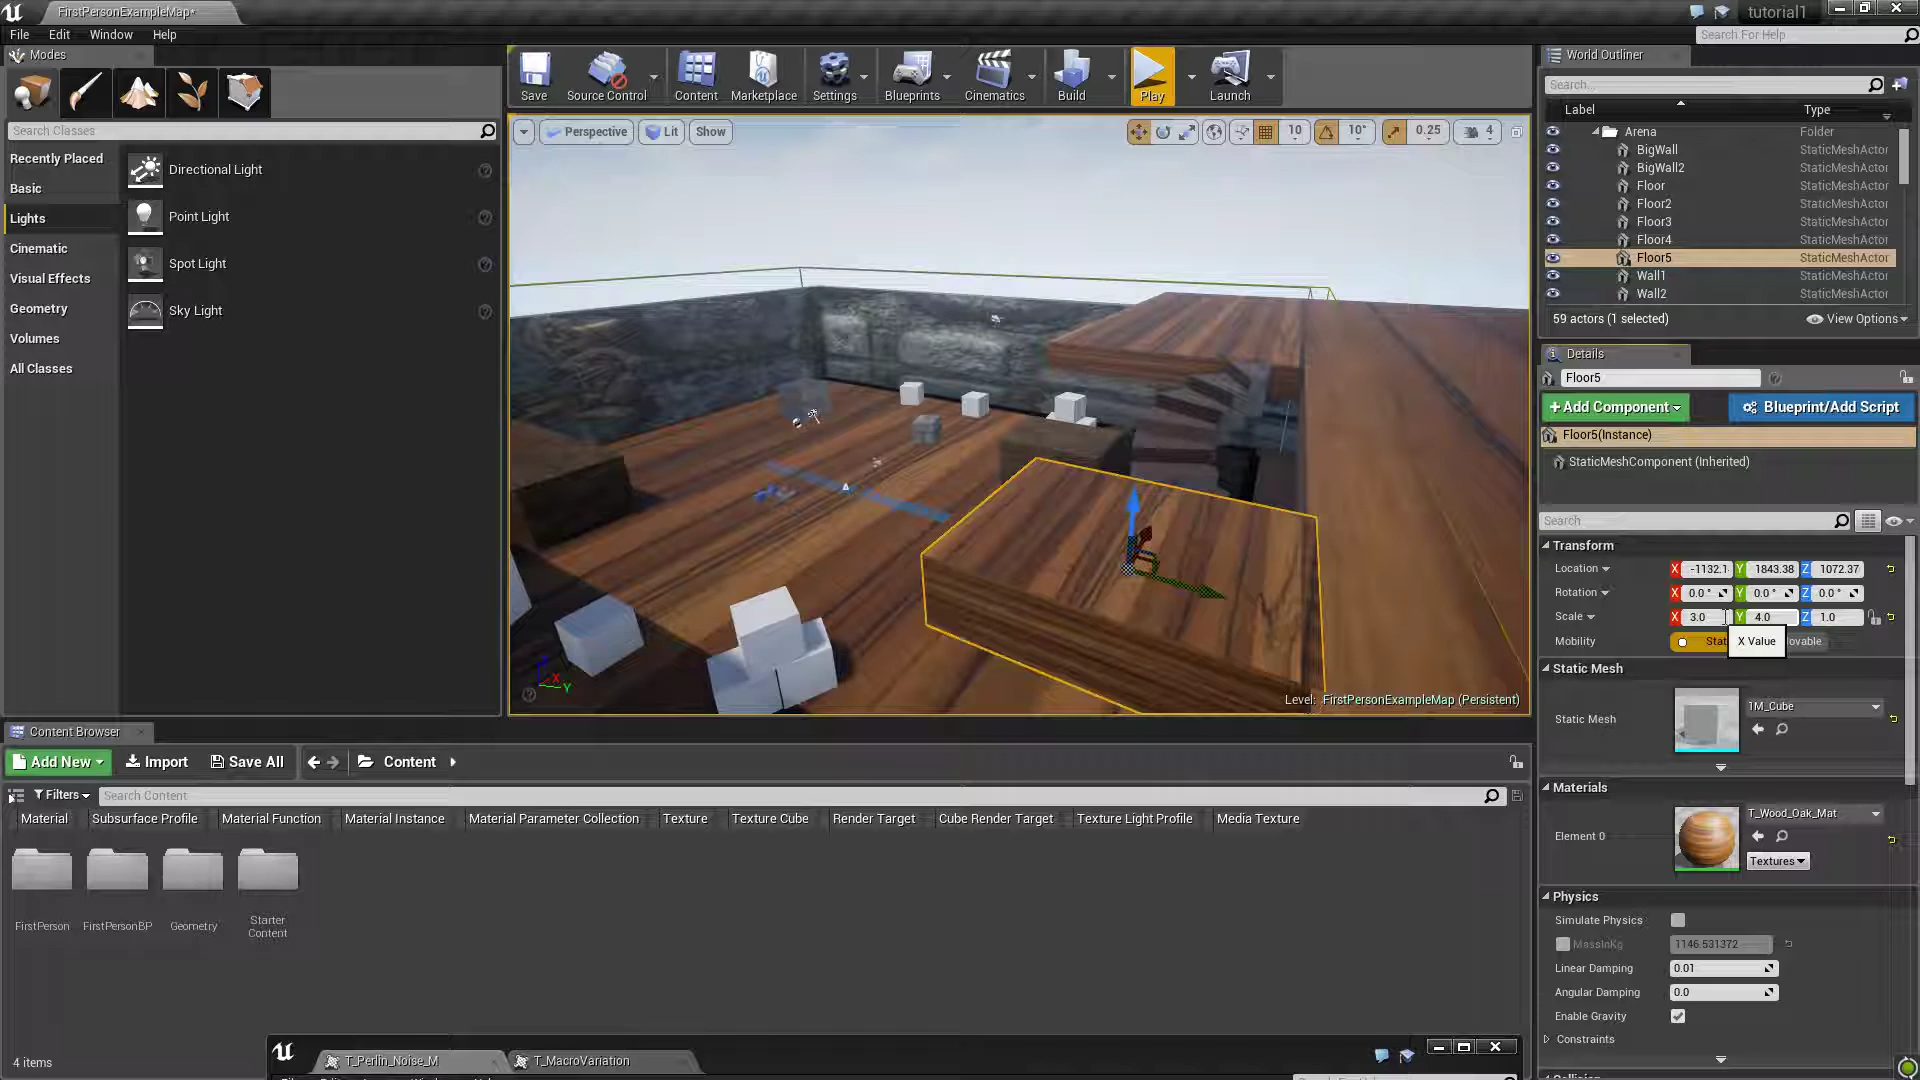 FirstPersonExampleMap*
tutorial1
File Edit Window Help
Search For Help
Modes
Save Source Control Content Marketplace Settings Blueprints Cinematics Build Play Launch
World Outliner
Search...
Label Type
Search Classes
Recently Placed
Basic
Lights
Cinematic
Visual Effects
Geometry
Volumes
All Classes
Directional Light
Point Light
Spot Light
Sky Light
Perspective Lit Show 10 10° 0.25 4
Arena Folder
BigWall StaticMeshActor
BigWall2 StaticMeshActor
Floor StaticMeshActor
Floor2 StaticMeshActor
Floor3 StaticMeshActor
Floor4 StaticMeshActor
Floor5 StaticMeshActor
Wall1 StaticMeshActor
Wall2 StaticMeshActor
59 actors (1 selected) View Options
Details
Floor5
+Add Component Blueprint/Add Script
Floor5(Instance)
StaticMeshComponent (Inherited)
Search
Transform
Location X -1132.1 Y 1843.38 Z 1072.37
Rotation X 0.0° Y 0.0° Z 0.0°
Scale X 3.0 Y 4.0 Z 1.0
Mobility Stat ovable
X Value
Static Mesh
Static Mesh 1M_Cube
Materials
Element 0 T_Wood_Oak_Mat
Textures
Physics
Simulate Physics
MassInKg 1146.531372
Linear Damping 0.01
Angular Damping 0.0
Enable Gravity
Constraints
X Y Z
Level: FirstPersonExampleMap (Persistent)
Content Browser
Add New Import Save All Content
Filters Search Content
Material Subsurface Profile Material Function Material Instance Material Parameter Collection Texture Texture Cube Render Target Cube Render Target Texture Light Profile Media Texture
FirstPerson FirstPersonBP Geometry Starter Content
4 items
T_Perlin_Noise_M T_MacroVariation